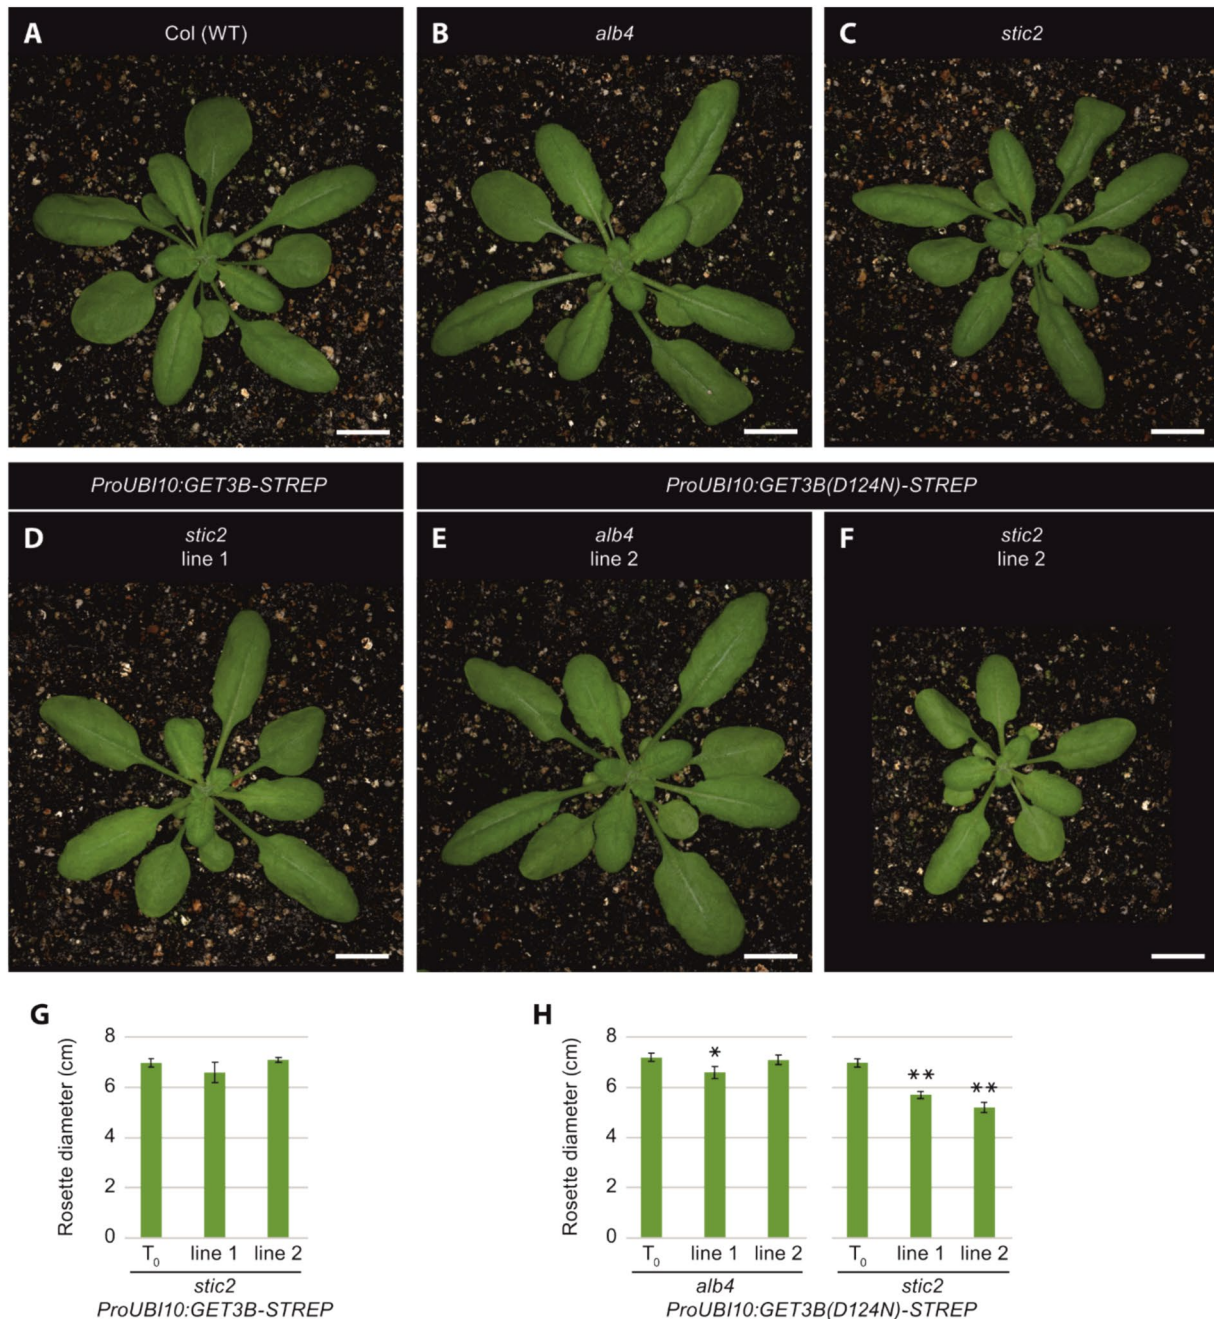 A Col (WT)
B alb4
C stic2
ProUBI10:GET3B-STREP
ProUBI10:GET3B(D124N)-STREP
D stic2
line 1
E alb4
line 2
F stic2
line 2
G
Rosette diameter (cm)
8
6
4
2
0
T0 line 1 line 2
stic2
ProUBI10:GET3B-STREP
H
Rosette diameter (cm)
8
6
4
2
0
*
** **
T0 line 1 line 2
T0 line 1 line 2
alb4
stic2
ProUBI10:GET3B(D124N)-STREP